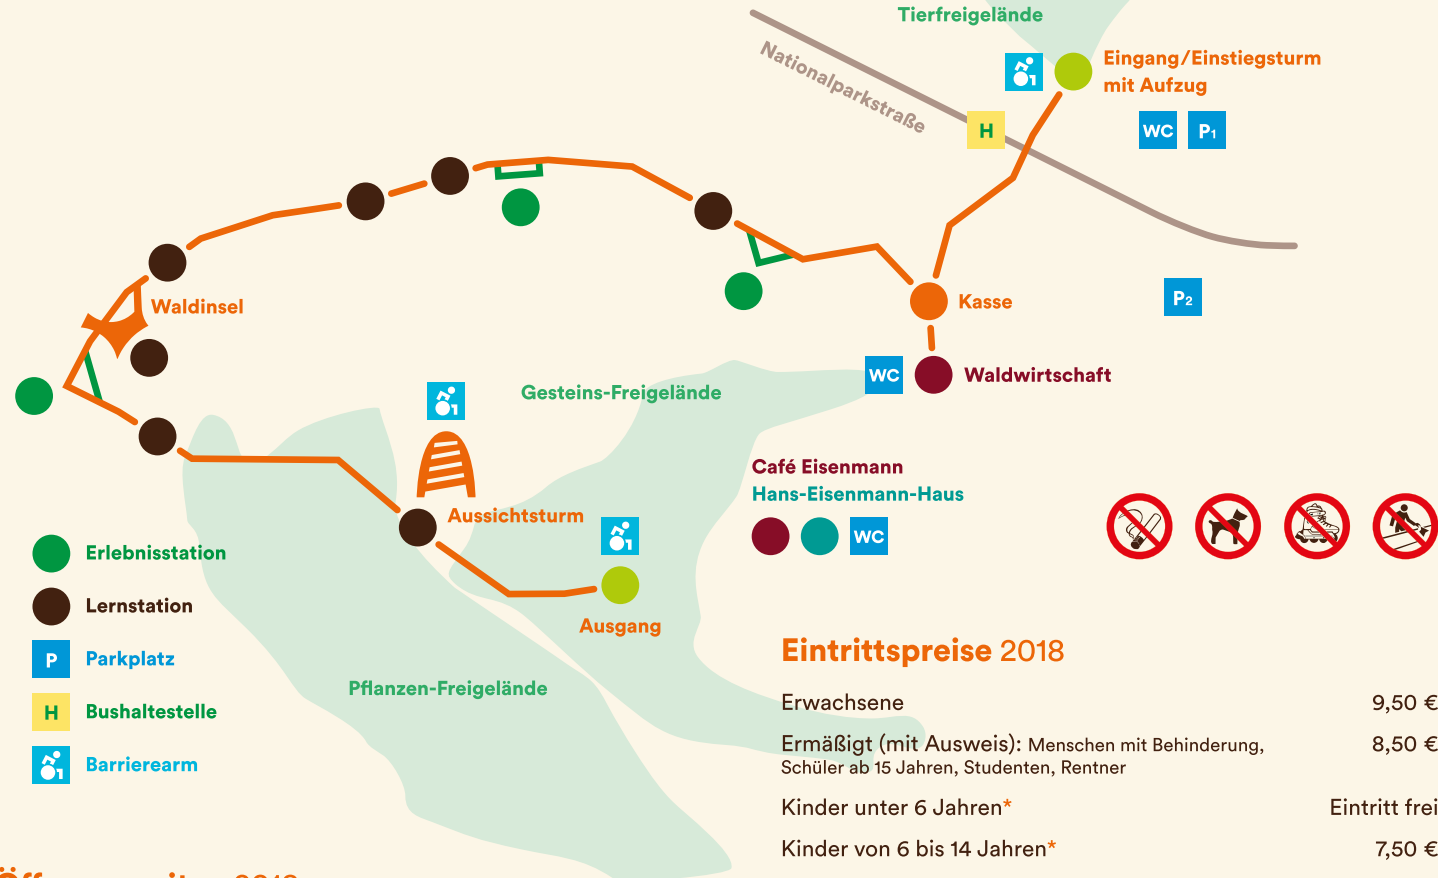 Tierfreigelände
Nationalparkstraße
Eingang/Einstiegsturm
mit Aufzug
H
WC P1
Waldinsel
Kasse
P2
WC Waldwirtschaft
Gesteins-Freigelände
Café Eisenmann
Hans-Eisenmann-Haus
WC
Aussichtsturm
Ausgang
Pflanzen-Freigelände
Erlebnisstation
Lernstation
P Parkplatz
H Bushaltestelle
Barrierearm
Eintrittspreise 2018
Erwachsene 9,50 €
Ermäßigt (mit Ausweis): Menschen mit Behinderung, 8,50 €
Schüler ab 15 Jahren, Studenten, Rentner
Kinder unter 6 Jahren* Eintritt frei
Kinder von 6 bis 14 Jahren* 7,50 €